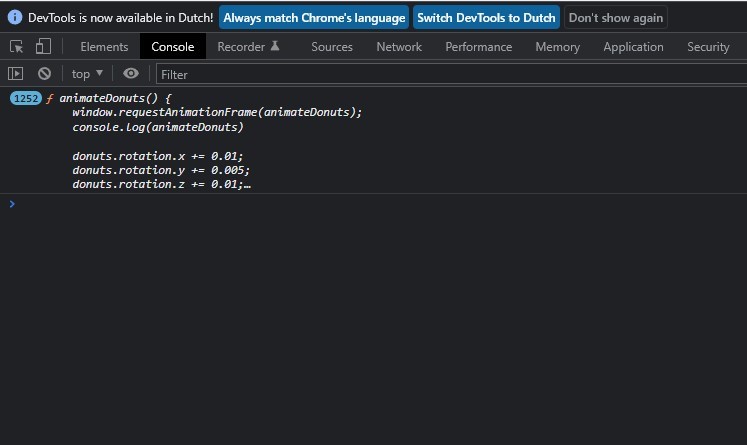 DevTools is now available in Dutch! Always match Chrome's language Switch DevTools to Dutch Don't show again
Elements Console Recorder Sources Network Performance Memory Application Security
top ▼ Filter
1252 ƒ animateDonuts() {
window.requestAnimationFrame(animateDonuts);
console.log(animateDonuts)
donuts.rotation.x += 0.01;
donuts.rotation.y += 0.005;
donuts.rotation.z += 0.01;…